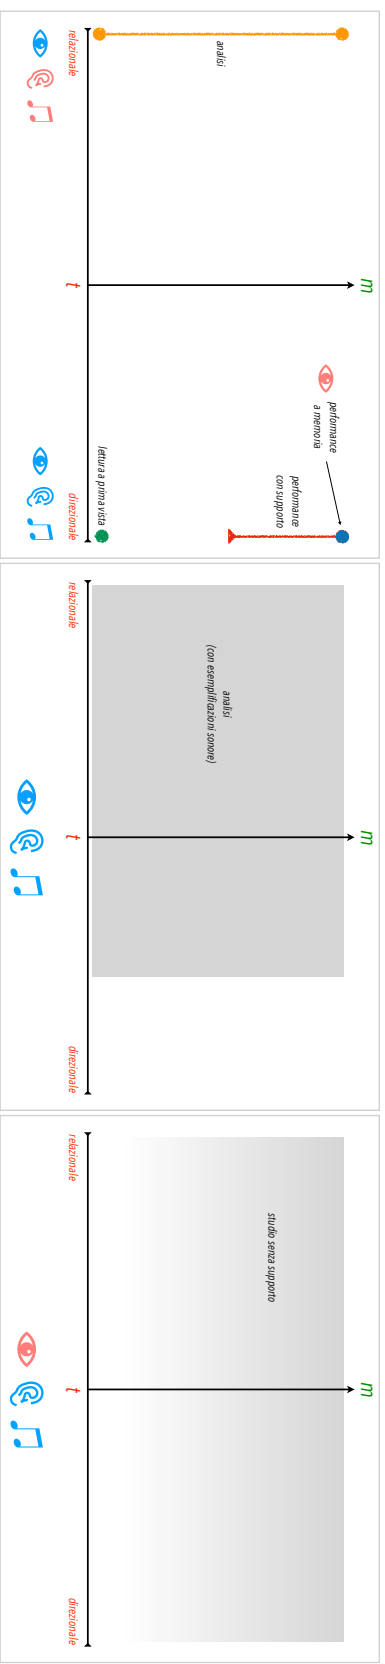 m
analisi
performance
a memoria
performance
con supporto
lettura a prima vista
relazionale
t
direzionale
m
analisi
(con esemplificazioni sonore)
relazionale
t
direzionale
m
studio senza supporto
relazionale
t
direzionale